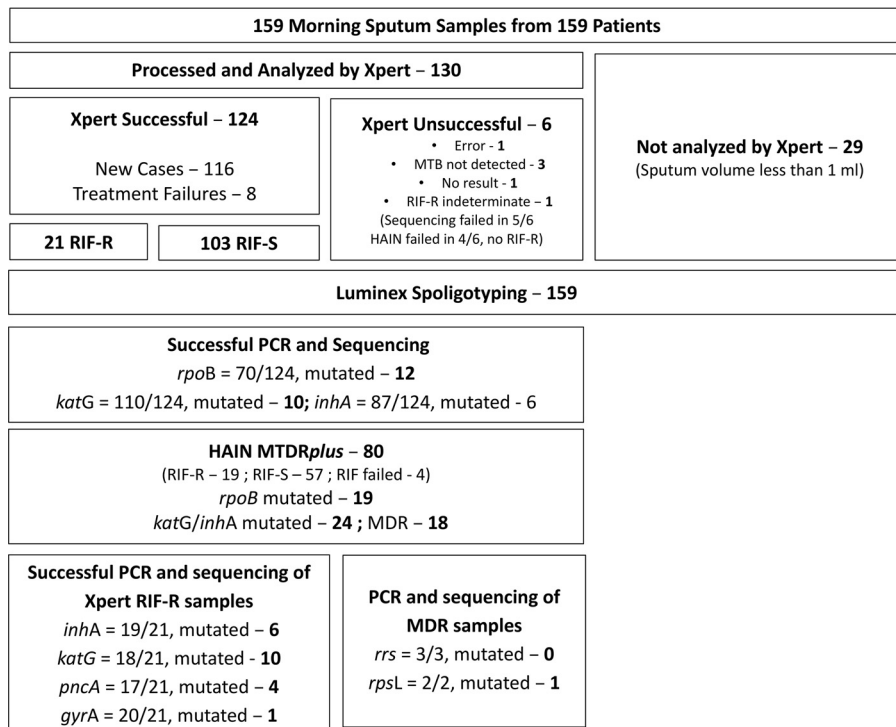 159 Morning Sputum Samples from 159 Patients
Processed and Analyzed by Xpert – 130
Xpert Successful – 124
New Cases – 116
Treatment Failures – 8
Xpert Unsuccessful – 6
• Error - 1
• MTB not detected - 3
• No result - 1
• RIF-R indeterminate – 1
(Sequencing failed in 5/6
HAIN failed in 4/6, no RIF-R)
Not analyzed by Xpert – 29
(Sputum volume less than 1 ml)
21 RIF-R
103 RIF-S
Luminex Spoligotyping – 159
Successful PCR and Sequencing
rpoB = 70/124, mutated – 12
katG = 110/124, mutated – 10; inhA = 87/124, mutated - 6
HAIN MTDRplus – 80
(RIF-R – 19 ; RIF-S – 57 ; RIF failed - 4)
rpoB mutated – 19
katG/inhA mutated – 24 ; MDR – 18
Successful PCR and sequencing of
Xpert RIF-R samples
inhA = 19/21, mutated – 6
katG = 18/21, mutated - 10
pncA = 17/21, mutated – 4
gyrA = 20/21, mutated – 1
PCR and sequencing of
MDR samples
rrs = 3/3, mutated – 0
rpsL = 2/2, mutated – 1